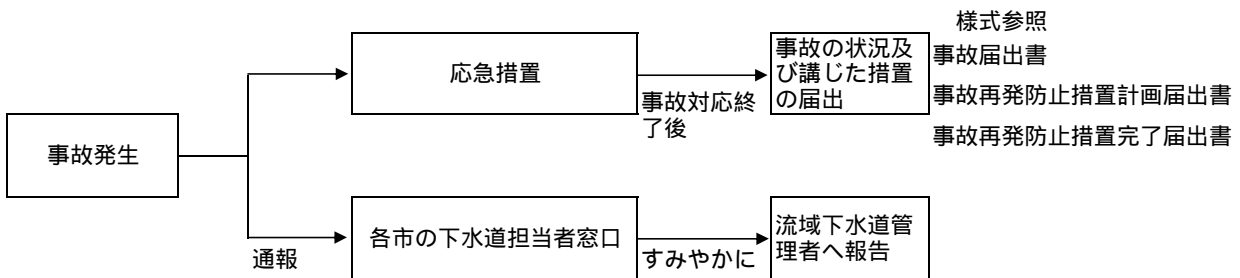 様式参照
応急措置
事故の状況及
び講じた措置
の届出
事故届出書
事故対応終
了後
事故再発防止措置計画届出書
事故再発防止措置完了届出書
事故発生
通報
各市の下水道担当者窓口
すみやかに
流域下水道管
理者へ報告